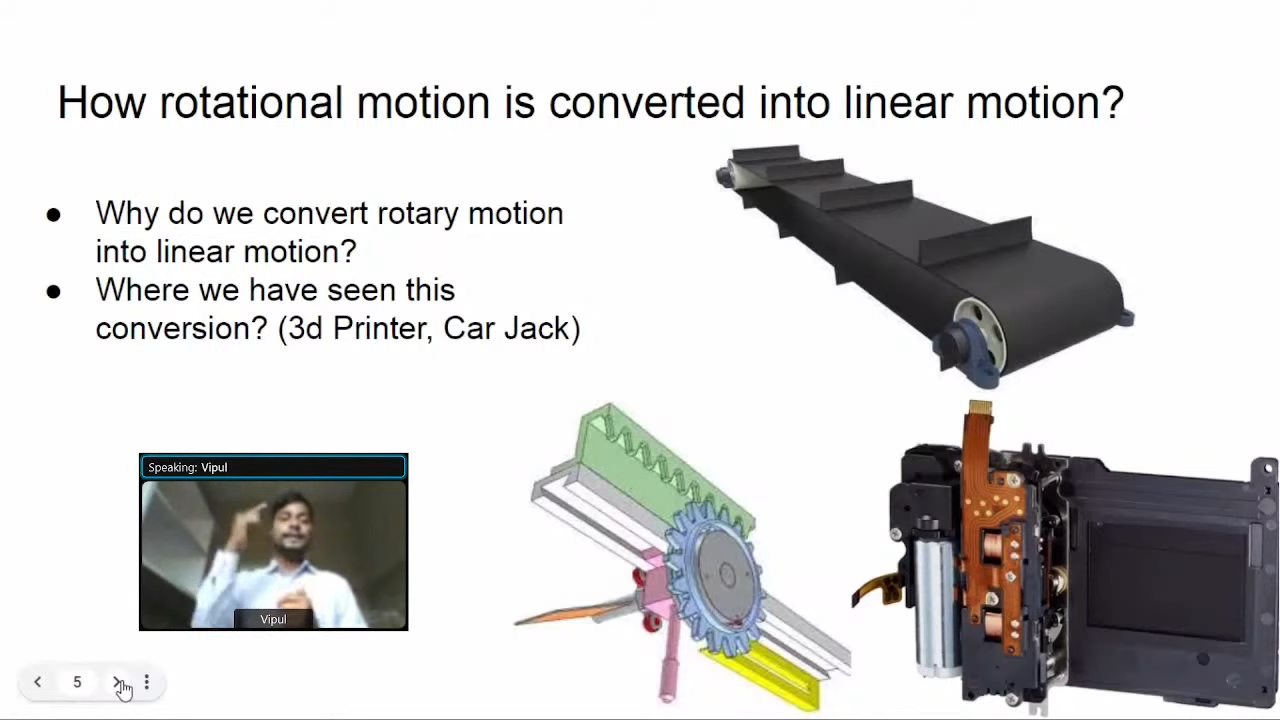 How rotational motion is converted into linear motion?
● Why do we convert rotary motion
into linear motion?
● Where we have seen this
conversion? (3d Printer, Car Jack)
Speaking: Vipul
Vipul
5